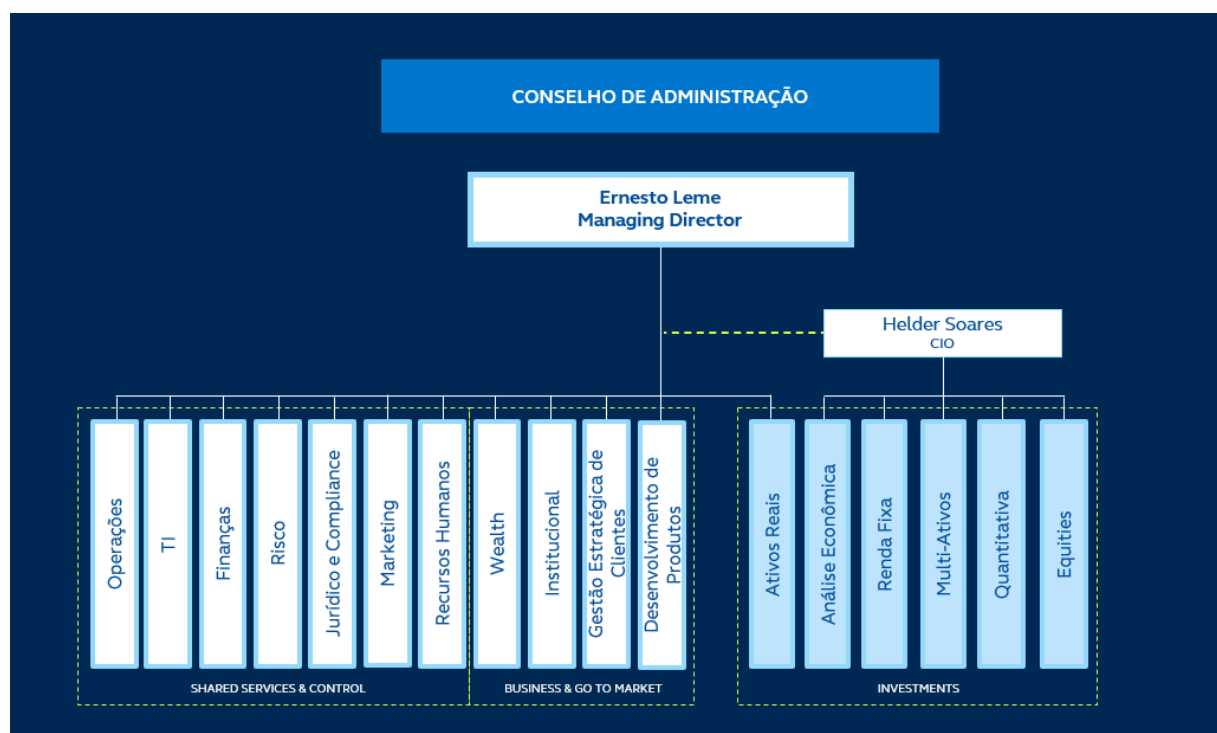 CONSELHO DE ADMINISTRAÇÃO
Ernesto Leme
Managing Director
Helder Soares
CIO
Operações
TI
Finanças
Risco
Jurídico e Compliance
Marketing
Recursos Humanos
Wealth
Institucional
Gestão Estratégica de
Clientes
Desenvolvimento de
Produtos
Ativos Reais
Análise Econômica
Renda Fixa
Multi-Ativos
Quantitativa
Equities
SHARED SERVICES & CONTROL
BUSINESS & GO TO MARKET
INVESTMENTS